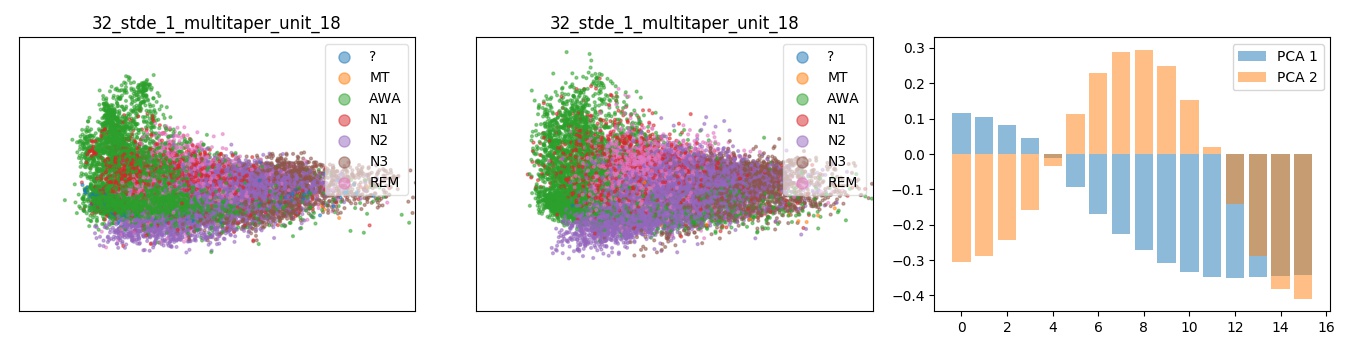 32_stde_1_multitaper_unit_18
?
MT
AWA
N1
N2
N3
REM
32_stde_1_multitaper_unit_18
?
MT
AWA
N1
N2
N3
REM
PCA 1
PCA 2
0.3
0.2
0.1
0.0
−0.1
−0.2
−0.3
−0.4
0 2 4 6 8 10 12 14 16